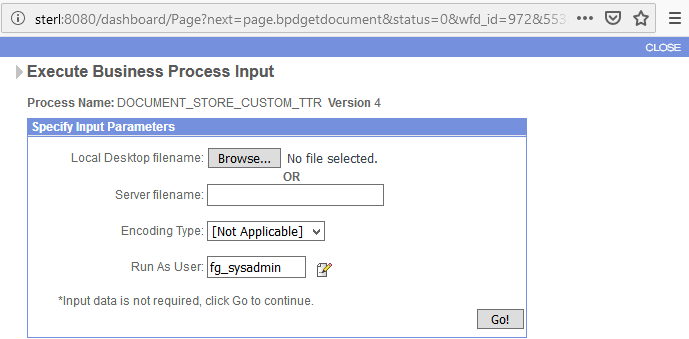 sterl:8080/dashboard/Page?next=page.bpdgetdocument&status=0&wfd_id=972&553
CLOSE
Execute Business Process Input
Process Name: DOCUMENT_STORE_CUSTOM_TTR Version 4
Specify Input Parameters
Local Desktop filename: Browse... No file selected.
OR
Server filename:
Encoding Type: [Not Applicable]
Run As User: fg_sysadmin
*Input data is not required, click Go to continue.
Go!